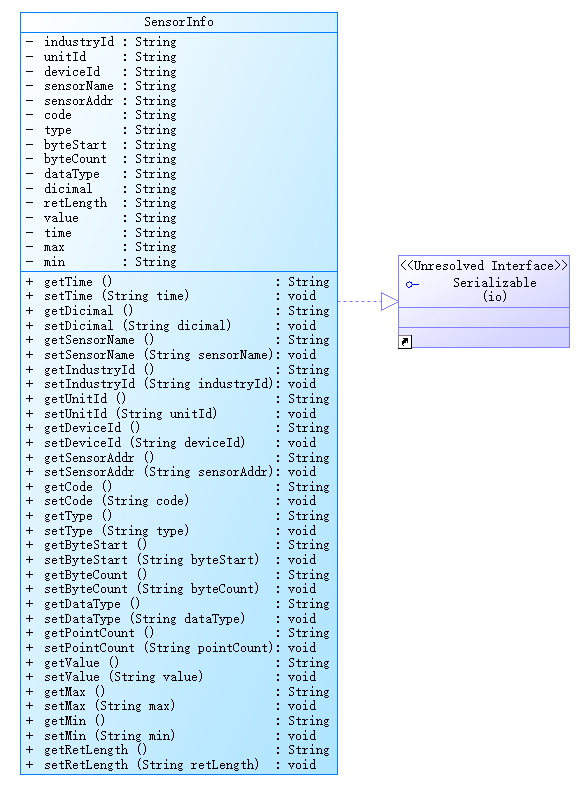 SensorInfo
- industryId : String
- unitId : String
- deviceId : String
- sensorName : String
- sensorAddr : String
- code : String
- type : String
- byteStart : String
- byteCount : String
- dataType : String
- dicimal : String
- retLength : String
- value : String
- time : String
- max : String
- min : String
+ getTime () : String
+ setTime (String time) : void
+ getDicimal () : String
+ setDicimal (String dicimal) : void
+ getSensorName () : String
+ setSensorName (String sensorName) : void
+ getIndustryId () : String
+ setIndustryId (String industryId) : void
+ getUnitId () : String
+ setUnitId (String unitId) : void
+ getDeviceId () : String
+ setDeviceId (String deviceId) : void
+ getSensorAddr () : String
+ setSensorAddr (String sensorAddr) : void
+ getCode () : String
+ setCode (String code) : void
+ getType () : String
+ setType (String type) : void
+ getByteStart () : String
+ setByteStart (String byteStart) : void
+ getByteCount () : String
+ setByteCount (String byteCount) : void
+ getDataType () : String
+ setDataType (String dataType) : void
+ getPointCount () : String
+ setPointCount (String pointCount) : void
+ getValue () : String
+ setValue (String value) : void
+ getMax () : String
+ setMax (String max) : void
+ getMin () : String
+ setMin (String min) : void
+ getRetLength () : String
+ setRetLength (String retLength) : void
<<Unresolved Interface>>
Serializable
(io)